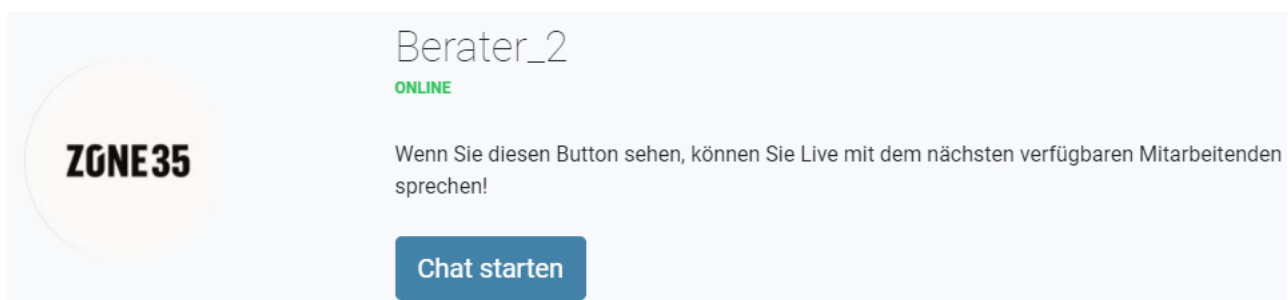 Berater_2
ONLINE
ZONE35
Wenn Sie diesen Button sehen, können Sie Live mit dem nächsten verfügbaren Mitarbeitenden
sprechen!
Chat starten